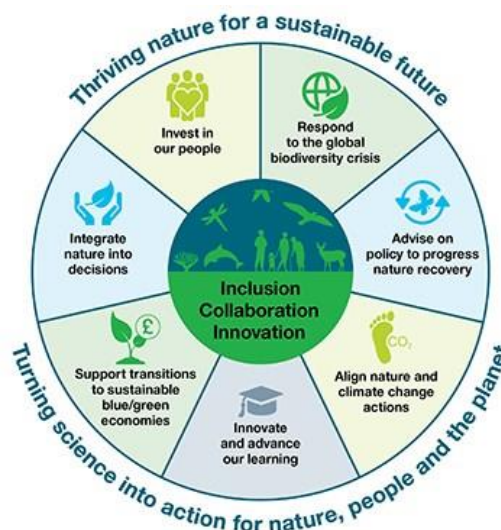 Thriving nature for a sustainable future
Invest in
our people
Respond
to the global
biodiversity crisis
Integrate
nature into
decisions
Advise on
policy to progress
nature recovery
Inclusion
Collaboration
Innovation
£
Support transitions
to sustainable
blue/green
economies
CO₂
Align nature and
climate change
actions
Innovate
and advance
our learning
Turning science into action for nature, people and the planet